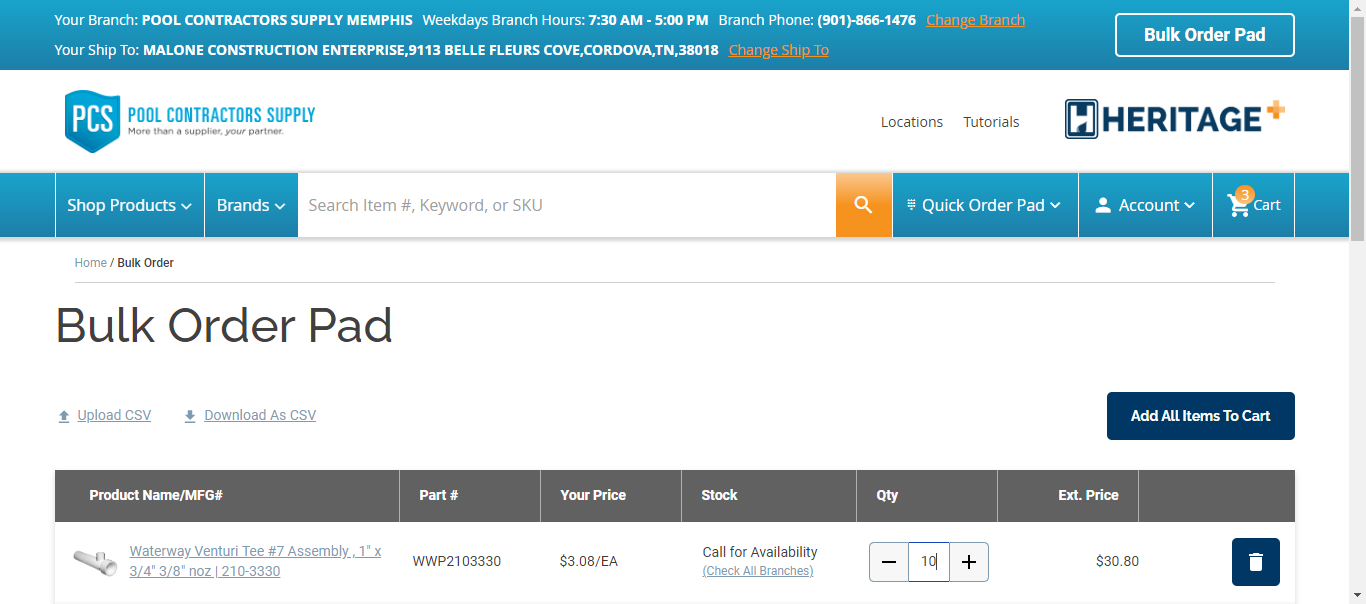 Your Branch: POOL CONTRACTORS SUPPLY MEMPHIS Weekdays Branch Hours: 7:30 AM - 5:00 PM Branch Phone: (901)-866-1476 Change Branch
Your Ship To: MALONE CONSTRUCTION ENTERPRISE,9113 BELLE FLEURS COVE,CORDOVA,TN,38018 Change Ship To
Bulk Order Pad
PCS POOL CONTRACTORS SUPPLY
More than a supplier, your partner.
Locations Tutorials
HERITAGE+
Shop Products Brands Search Item #, Keyword, or SKU Quick Order Pad Account 3 Cart
Home / Bulk Order
Bulk Order Pad
Upload CSV Download As CSV Add All Items To Cart
Product Name/MFG# Part # Your Price Stock Qty Ext. Price
Waterway Venturi Tee #7 Assembly , 1" x
3/4" 3/8" noz | 210-3330
WWP2103330 $3.08/EA
Call for Availability
(Check All Branches)
10
$30.80